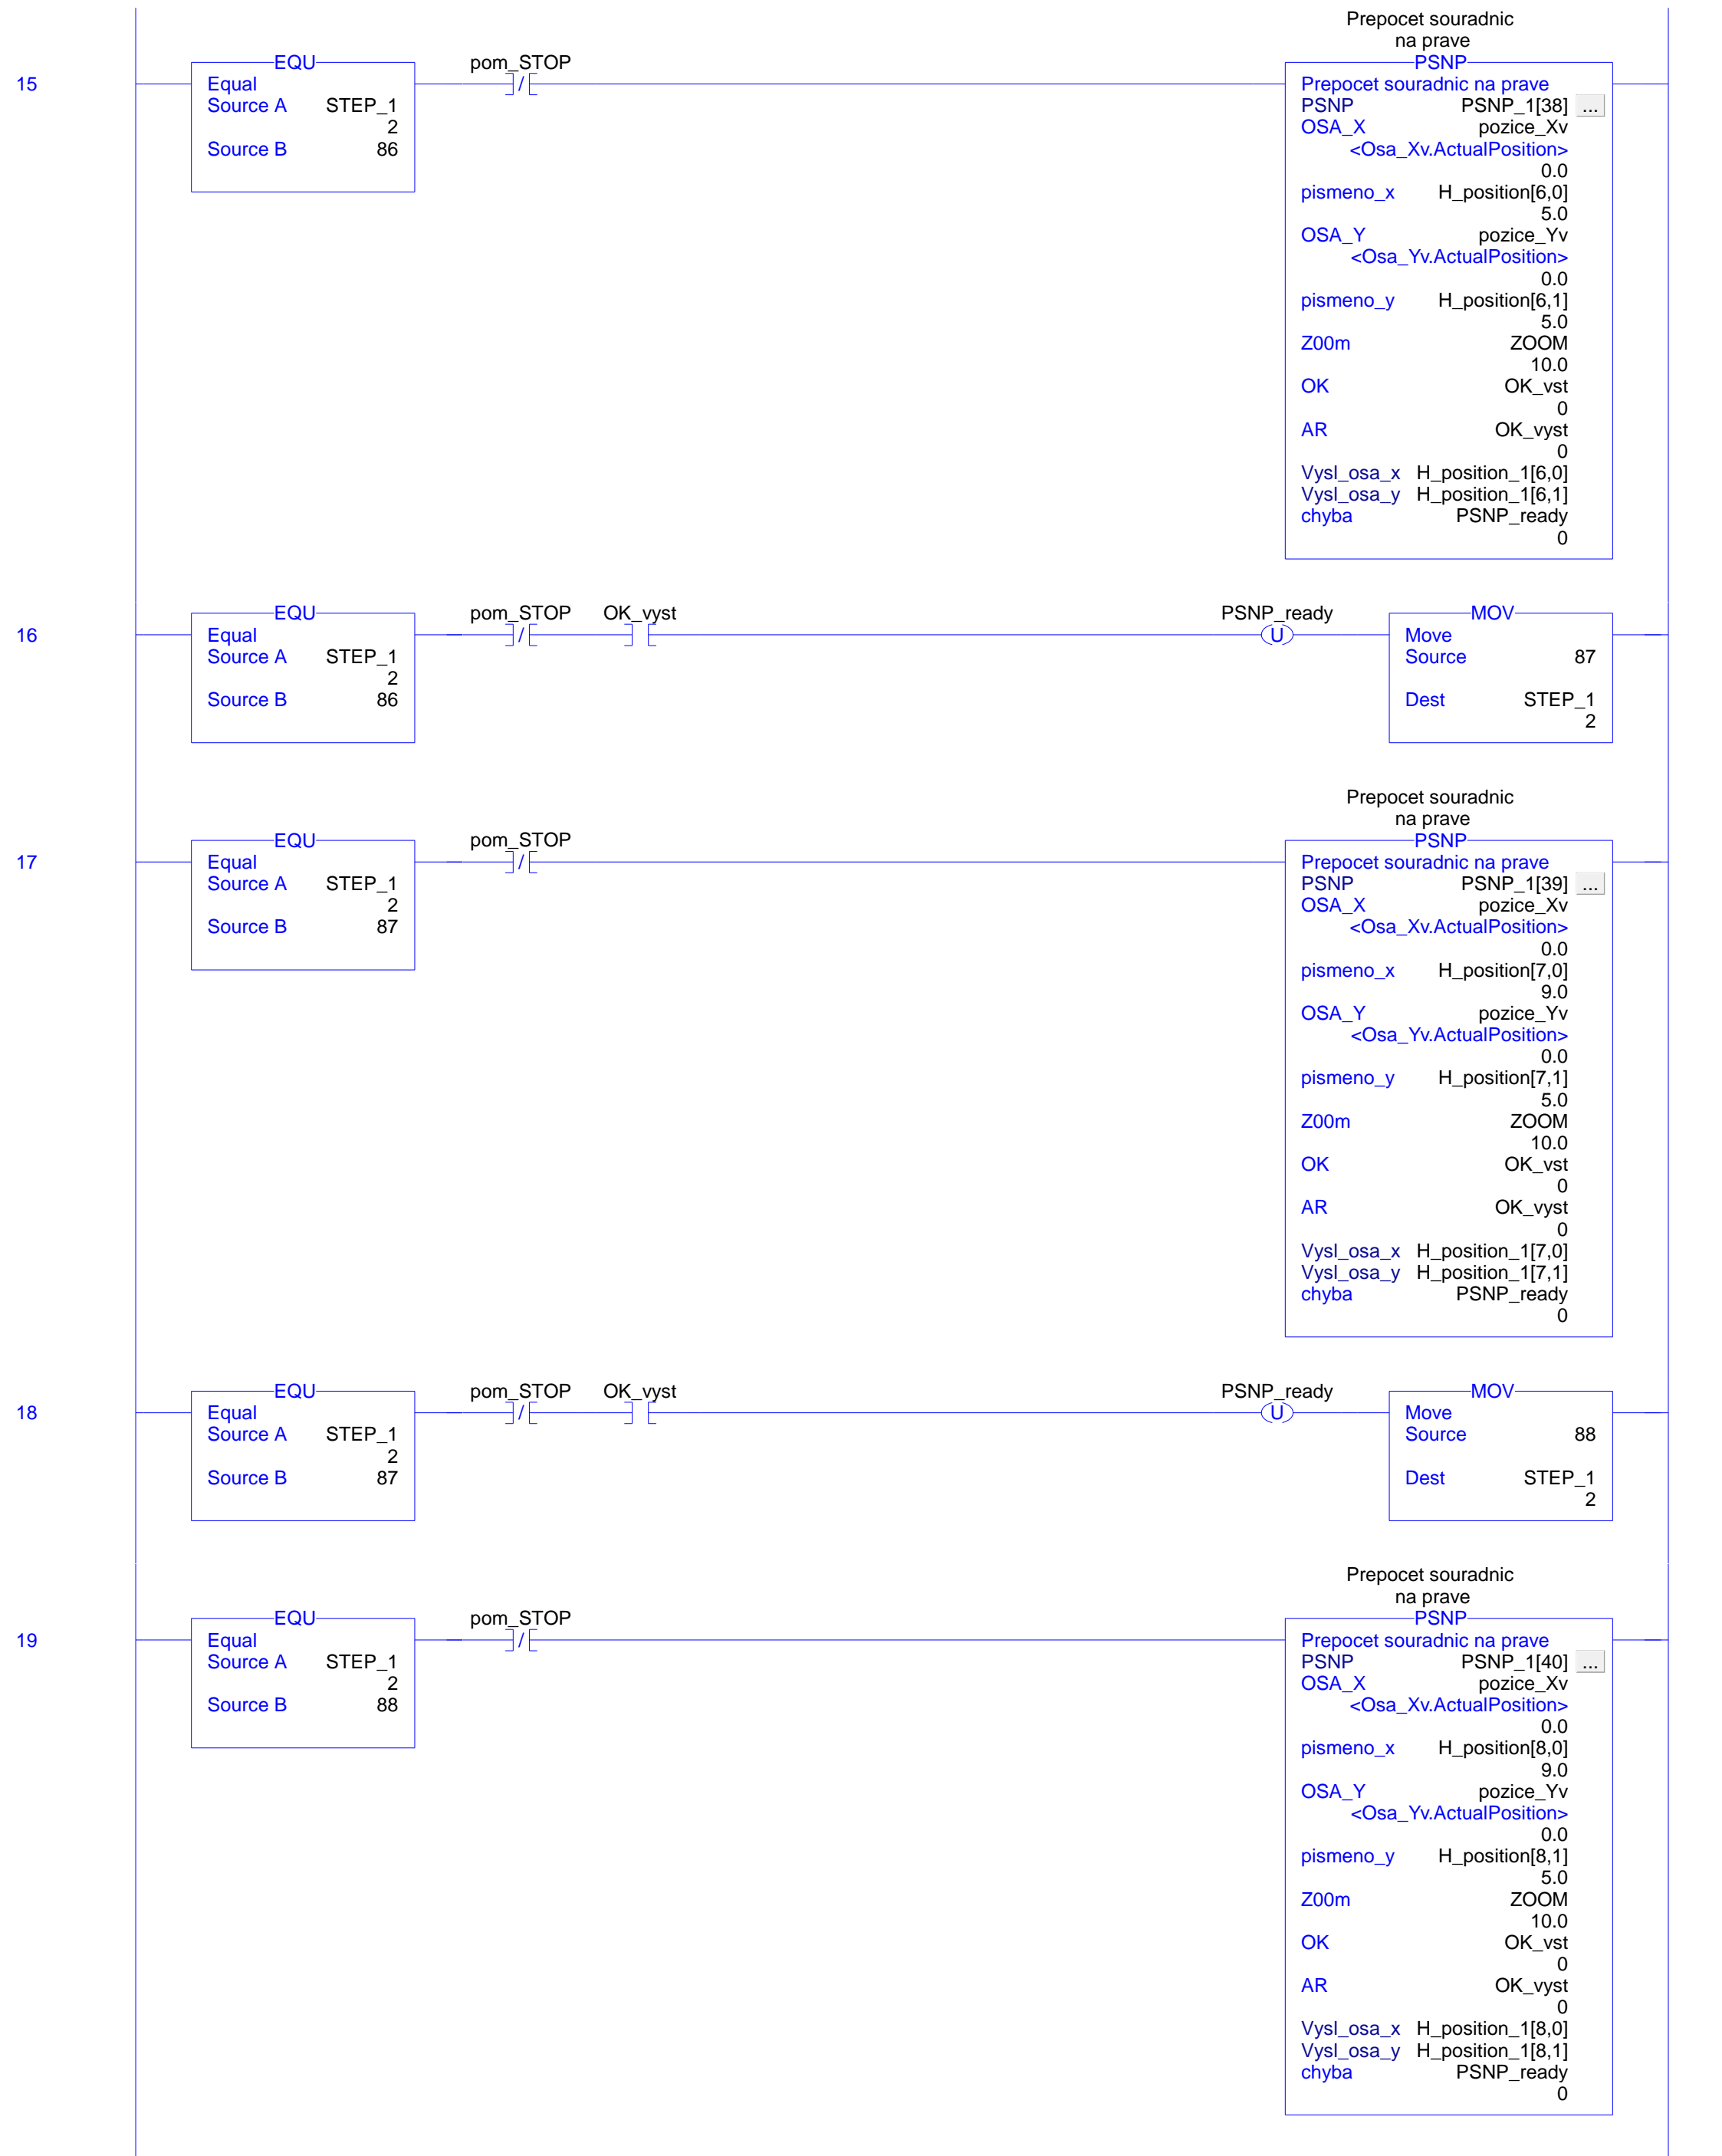 Prepocet souradnic
na prave
15
EQU
Equal
Source A STEP_1
2
Source B 86
pom_STOP
/
PSNP
Prepocet souradnic na prave
PSNP PSNP_1[38] ...
OSA_X pozice_Xv
<Osa_Xv.ActualPosition>
0.0
pismeno_x H_position[6,0]
5.0
OSA_Y pozice_Yv
<Osa_Yv.ActualPosition>
0.0
pismeno_y H_position[6,1]
5.0
Z00m ZOOM
10.0
OK OK_vst
0
AR OK_vyst
0
Vysl_osa_x H_position_1[6,0]
Vysl_osa_y H_position_1[6,1]
chyba PSNP_ready
0
16
EQU
Equal
Source A STEP_1
2
Source B 86
pom_STOP
/
OK_vyst
PSNP_ready
U
MOV
Move
Source 87
Dest STEP_1
2
Prepocet souradnic
na prave
17
EQU
Equal
Source A STEP_1
2
Source B 87
pom_STOP
/
PSNP
Prepocet souradnic na prave
PSNP PSNP_1[39] ...
OSA_X pozice_Xv
<Osa_Xv.ActualPosition>
0.0
pismeno_x H_position[7,0]
9.0
OSA_Y pozice_Yv
<Osa_Yv.ActualPosition>
0.0
pismeno_y H_position[7,1]
5.0
Z00m ZOOM
10.0
OK OK_vst
0
AR OK_vyst
0
Vysl_osa_x H_position_1[7,0]
Vysl_osa_y H_position_1[7,1]
chyba PSNP_ready
0
18
EQU
Equal
Source A STEP_1
2
Source B 87
pom_STOP
/
OK_vyst
PSNP_ready
U
MOV
Move
Source 88
Dest STEP_1
2
Prepocet souradnic
na prave
19
EQU
Equal
Source A STEP_1
2
Source B 88
pom_STOP
/
PSNP
Prepocet souradnic na prave
PSNP PSNP_1[40] ...
OSA_X pozice_Xv
<Osa_Xv.ActualPosition>
0.0
pismeno_x H_position[8,0]
9.0
OSA_Y pozice_Yv
<Osa_Yv.ActualPosition>
0.0
pismeno_y H_position[8,1]
5.0
Z00m ZOOM
10.0
OK OK_vst
0
AR OK_vyst
0
Vysl_osa_x H_position_1[8,0]
Vysl_osa_y H_position_1[8,1]
chyba PSNP_ready
0